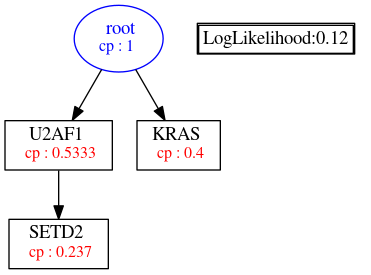 root
cp : 1
LogLikelihood:0.12
U2AF1
cp : 0.5333
KRAS
cp : 0.4
SETD2
cp : 0.237